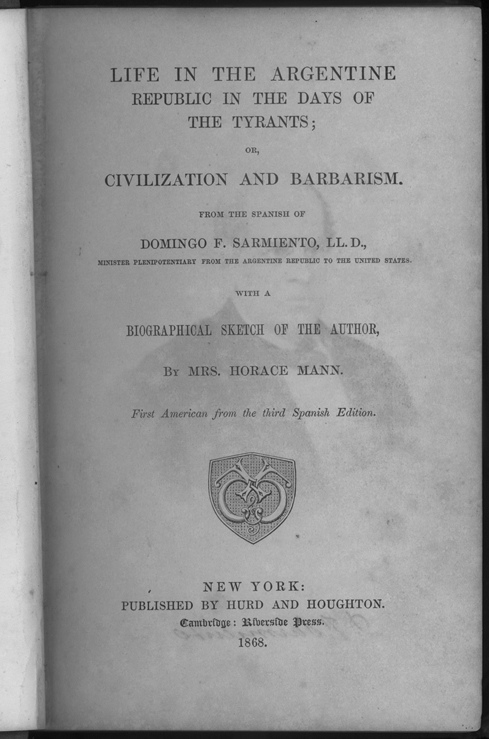 LIFE IN THE ARGENTINE
REPUBLIC IN THE DAYS OF
THE TYRANTS;
OR,
CIVILIZATION AND BARBARISM.
FROM THE SPANISH OF
DOMINGO F. SARMIENTO, LL. D.,
MINISTER PLENIPOTENTIARY FROM THE ARGENTINE REPUBLIC TO THE UNITED STATES.
WITH A
BIOGRAPHICAL SKETCH OF THE AUTHOR,
BY MRS. HORACE MANN.
First American from the third Spanish Edition.
NEW YORK:
PUBLISHED BY HURD AND HOUGHTON.
Cambridge: Riverside Press.
1868.